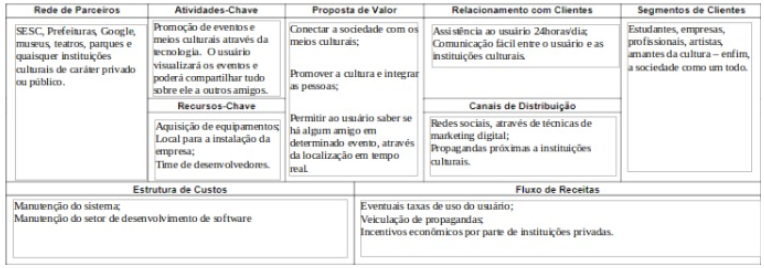 Rede de Parceiros
SESC, Prefeituras, Google,
museus, teatros, parques e
quaisquer instituições
culturais de caráter privado
ou público.
Atividades-Chave
Promoção de eventos e
meios culturais através da
tecnologia. O usuário
visualizará os eventos e
poderá compartilhar tudo
sobre ele a outros amigos.
Recursos-Chave
Aquisição de equipamentos;
Local para a instalação da
empresa;
Time de desenvolvedores.
Proposta de Valor
Conectar a sociedade com os
meios culturais;
Promover a cultura e integrar
as pessoas;
Permitir ao usuário saber se
há algum amigo em
determinado evento, através
da localização em tempo
real.
Relacionamento com Clientes
Assistência ao usuário 24horas/dia;
Comunicação fácil entre o usuário e as
instituições culturais.
Canais de Distribuição
Redes sociais, através de técnicas de
marketing digital;
Propagandas próximas a instituições
culturais.
Segmentos de Clientes
Estudantes, empresas,
profissionais, artistas,
amantes da cultura – enfim,
a sociedade como um todo.
Estrutura de Custos
Manutenção do sistema;
Manutenção do setor de desenvolvimento de software
Fluxo de Receitas
Eventuais taxas de uso do usuário;
Veiculação de propagandas;
Incentivos econômicos por parte de instituições privadas.